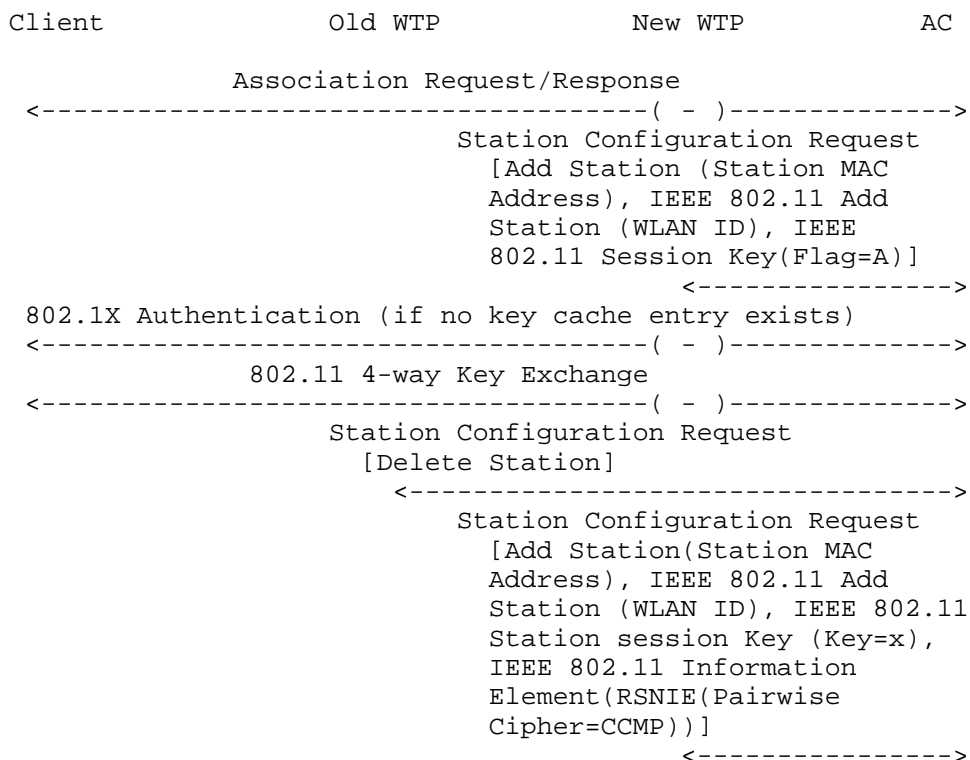 Client Old WTP New WTP AC
Association Request/Response
<--------------------------------------( - )-------------->
Station Configuration Request
[Add Station (Station MAC
Address), IEEE 802.11 Add
Station (WLAN ID), IEEE
802.11 Session Key(Flag=A)]
<---------------->
802.1X Authentication (if no key cache entry exists)
<--------------------------------------( - )-------------->
802.11 4-way Key Exchange
<--------------------------------------( - )-------------->
Station Configuration Request
[Delete Station]
<---------------------------------->
Station Configuration Request
[Add Station(Station MAC
Address), IEEE 802.11 Add
Station (WLAN ID), IEEE 802.11
Station session Key (Key=x),
IEEE 802.11 Information
Element(RSNIE(Pairwise
Cipher=CCMP))]
<---------------->